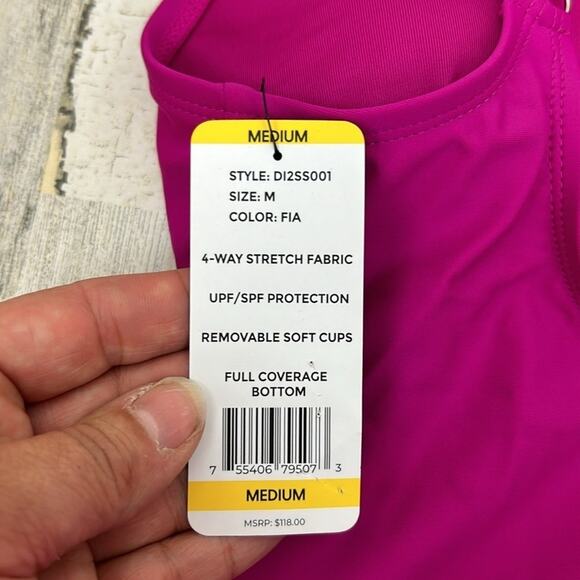 MEDIUM
STYLE: DI2SS001
SIZE: M
COLOR: FIA
4-WAY STRETCH FABRIC
UPF/SPF PROTECTION
REMOVABLE SOFT CUPS
FULL COVERAGE
BOTTOM
7 55406 79507 3
MEDIUM
MSRP: $118.00